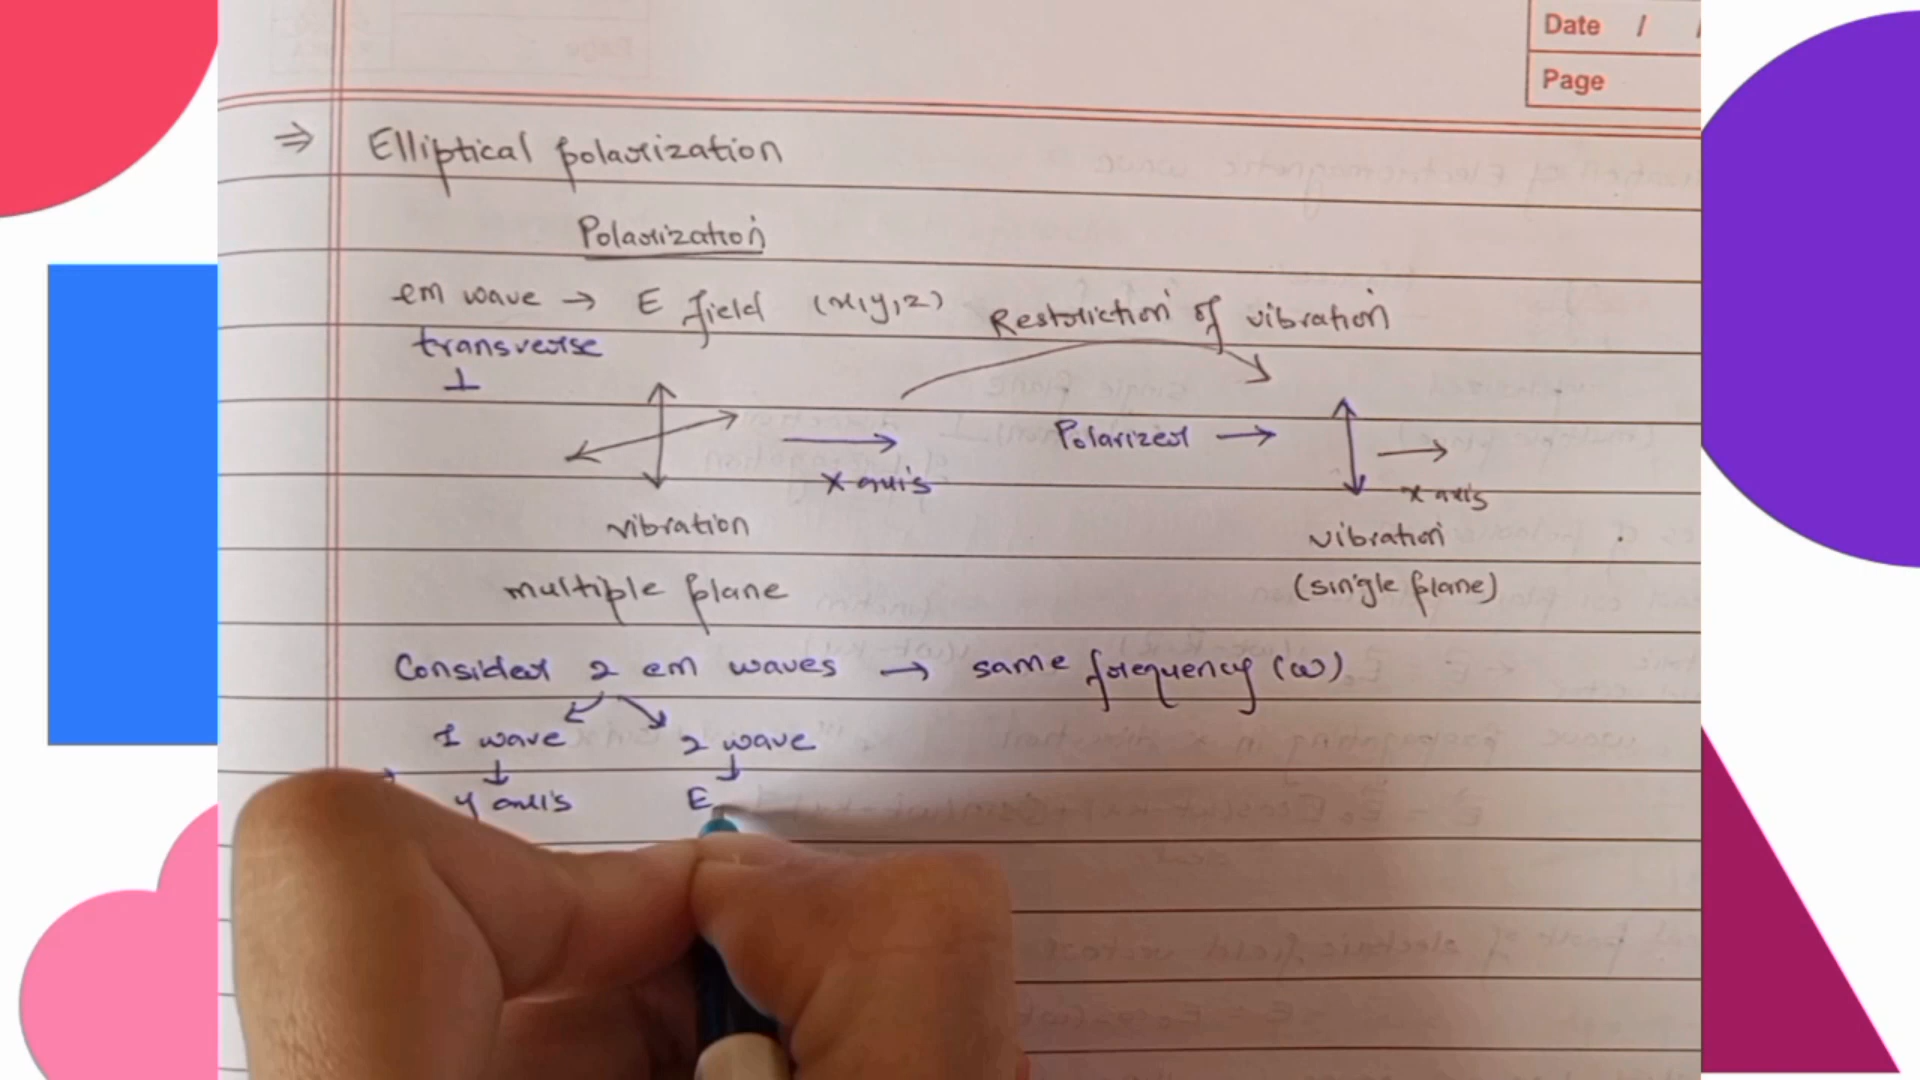 Date / /
Page
⇒ Elliptical polarization
Polarization
em wave → E field (x,y,z) Restriction of vibration
transverse
⊥
Polarizer →
x axis
x axis
vibration
vibration
multiple plane
(single plane)
Consider 2 em waves → same frequency (ω)
1 wave 2 wave
y axis E